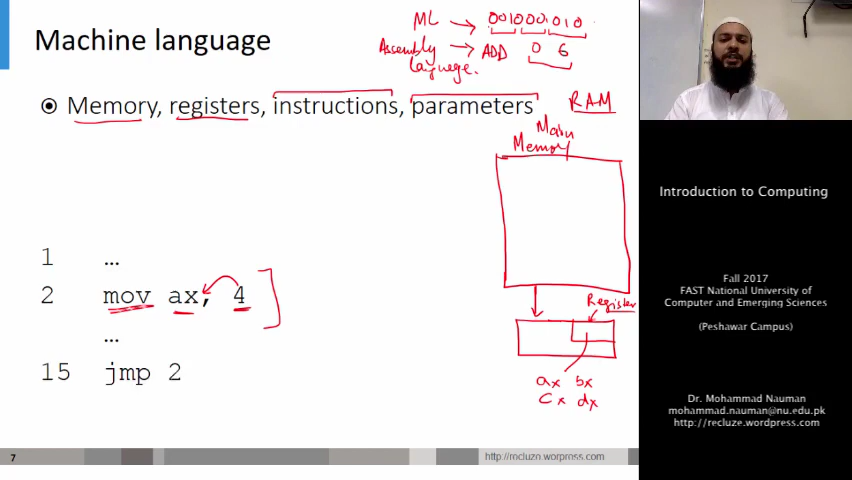 Machine language
ML → 001000010
Assembly → ADD 0 6
language.
Memory, registers, instructions, parameters
RAM
Main
Memory
1 ...
2 mov ax, 4
...
15 jmp 2
Register
ax bx
cx dx
7
http://recluze.worpress.com
Introduction to Computing
Fall 2017
FAST National University of
Computer and Emerging Sciences
(Peshawar Campus)
Dr. Mohammad Nauman
mohammad.nauman@nu.edu.pk
http://recluze.wordpress.com